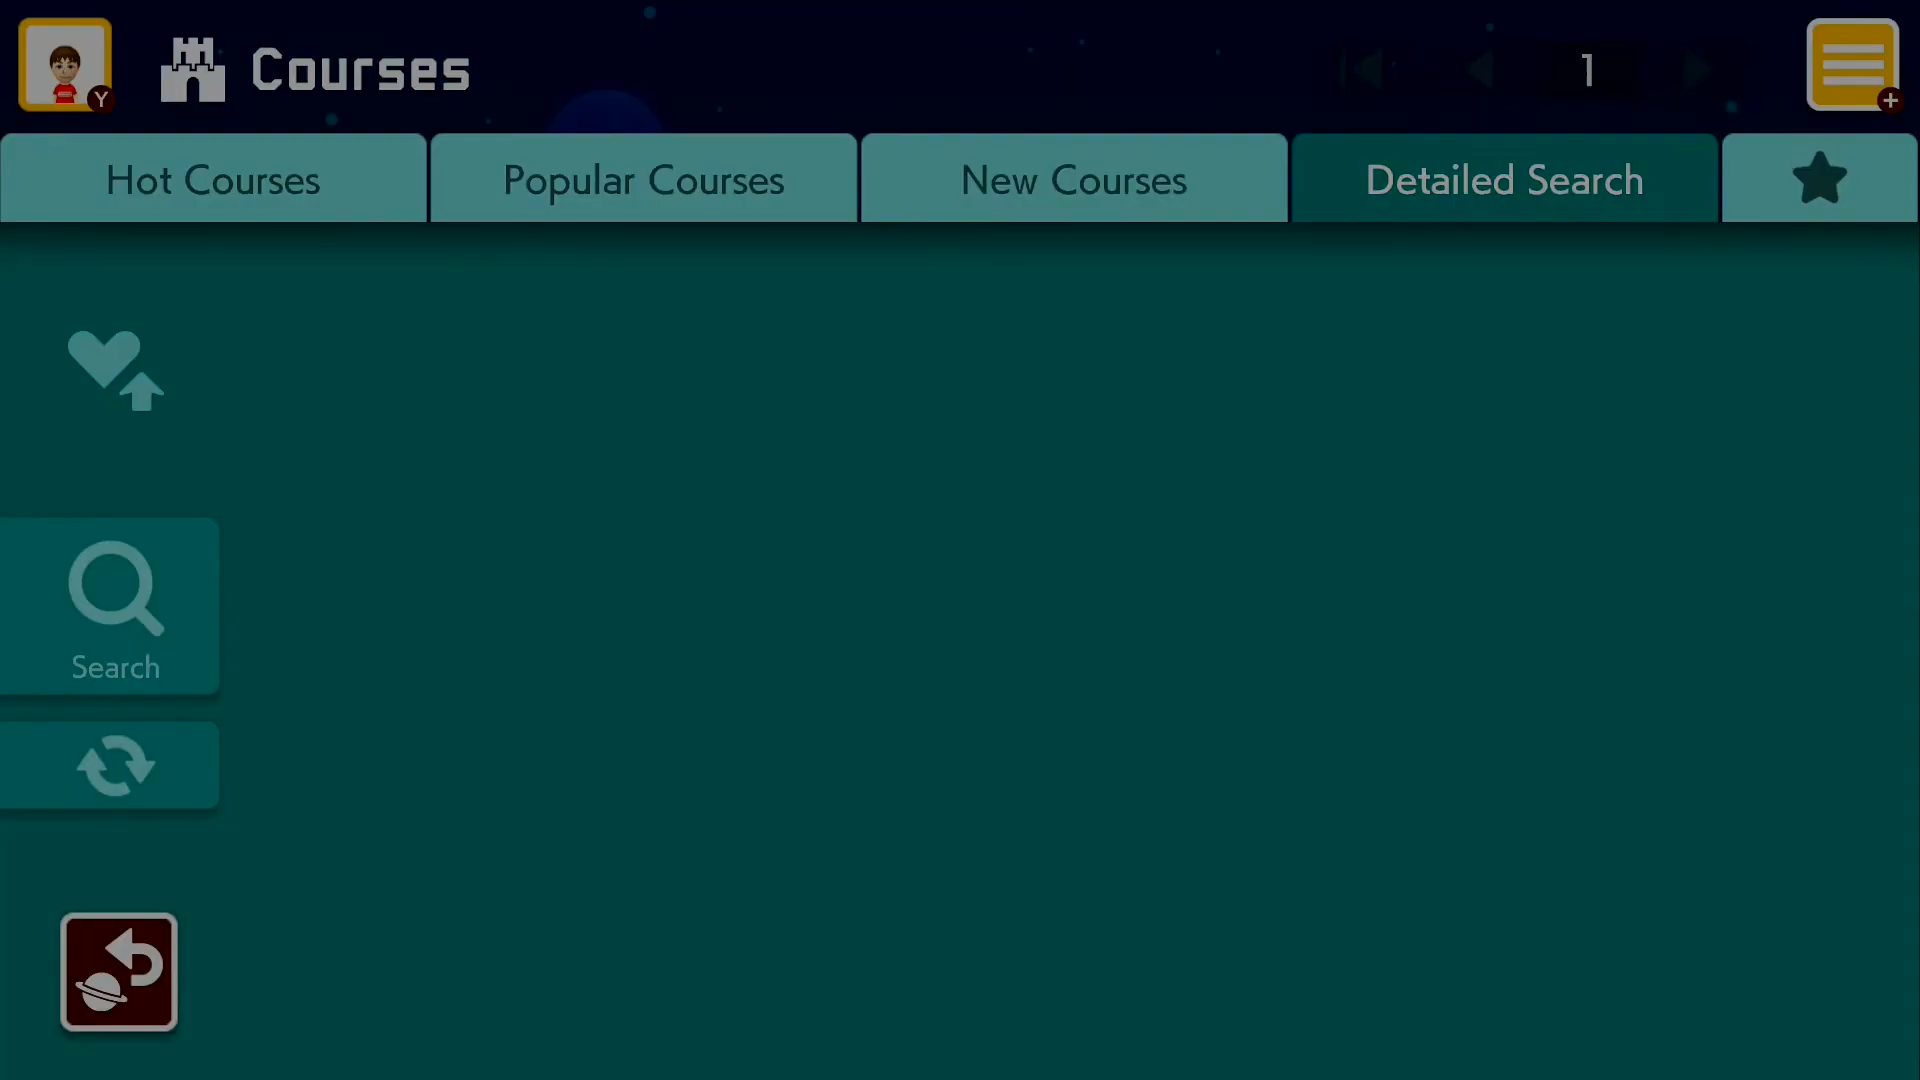 Y
Courses
1
+
Hot Courses
Popular Courses
New Courses
Detailed Search
Search